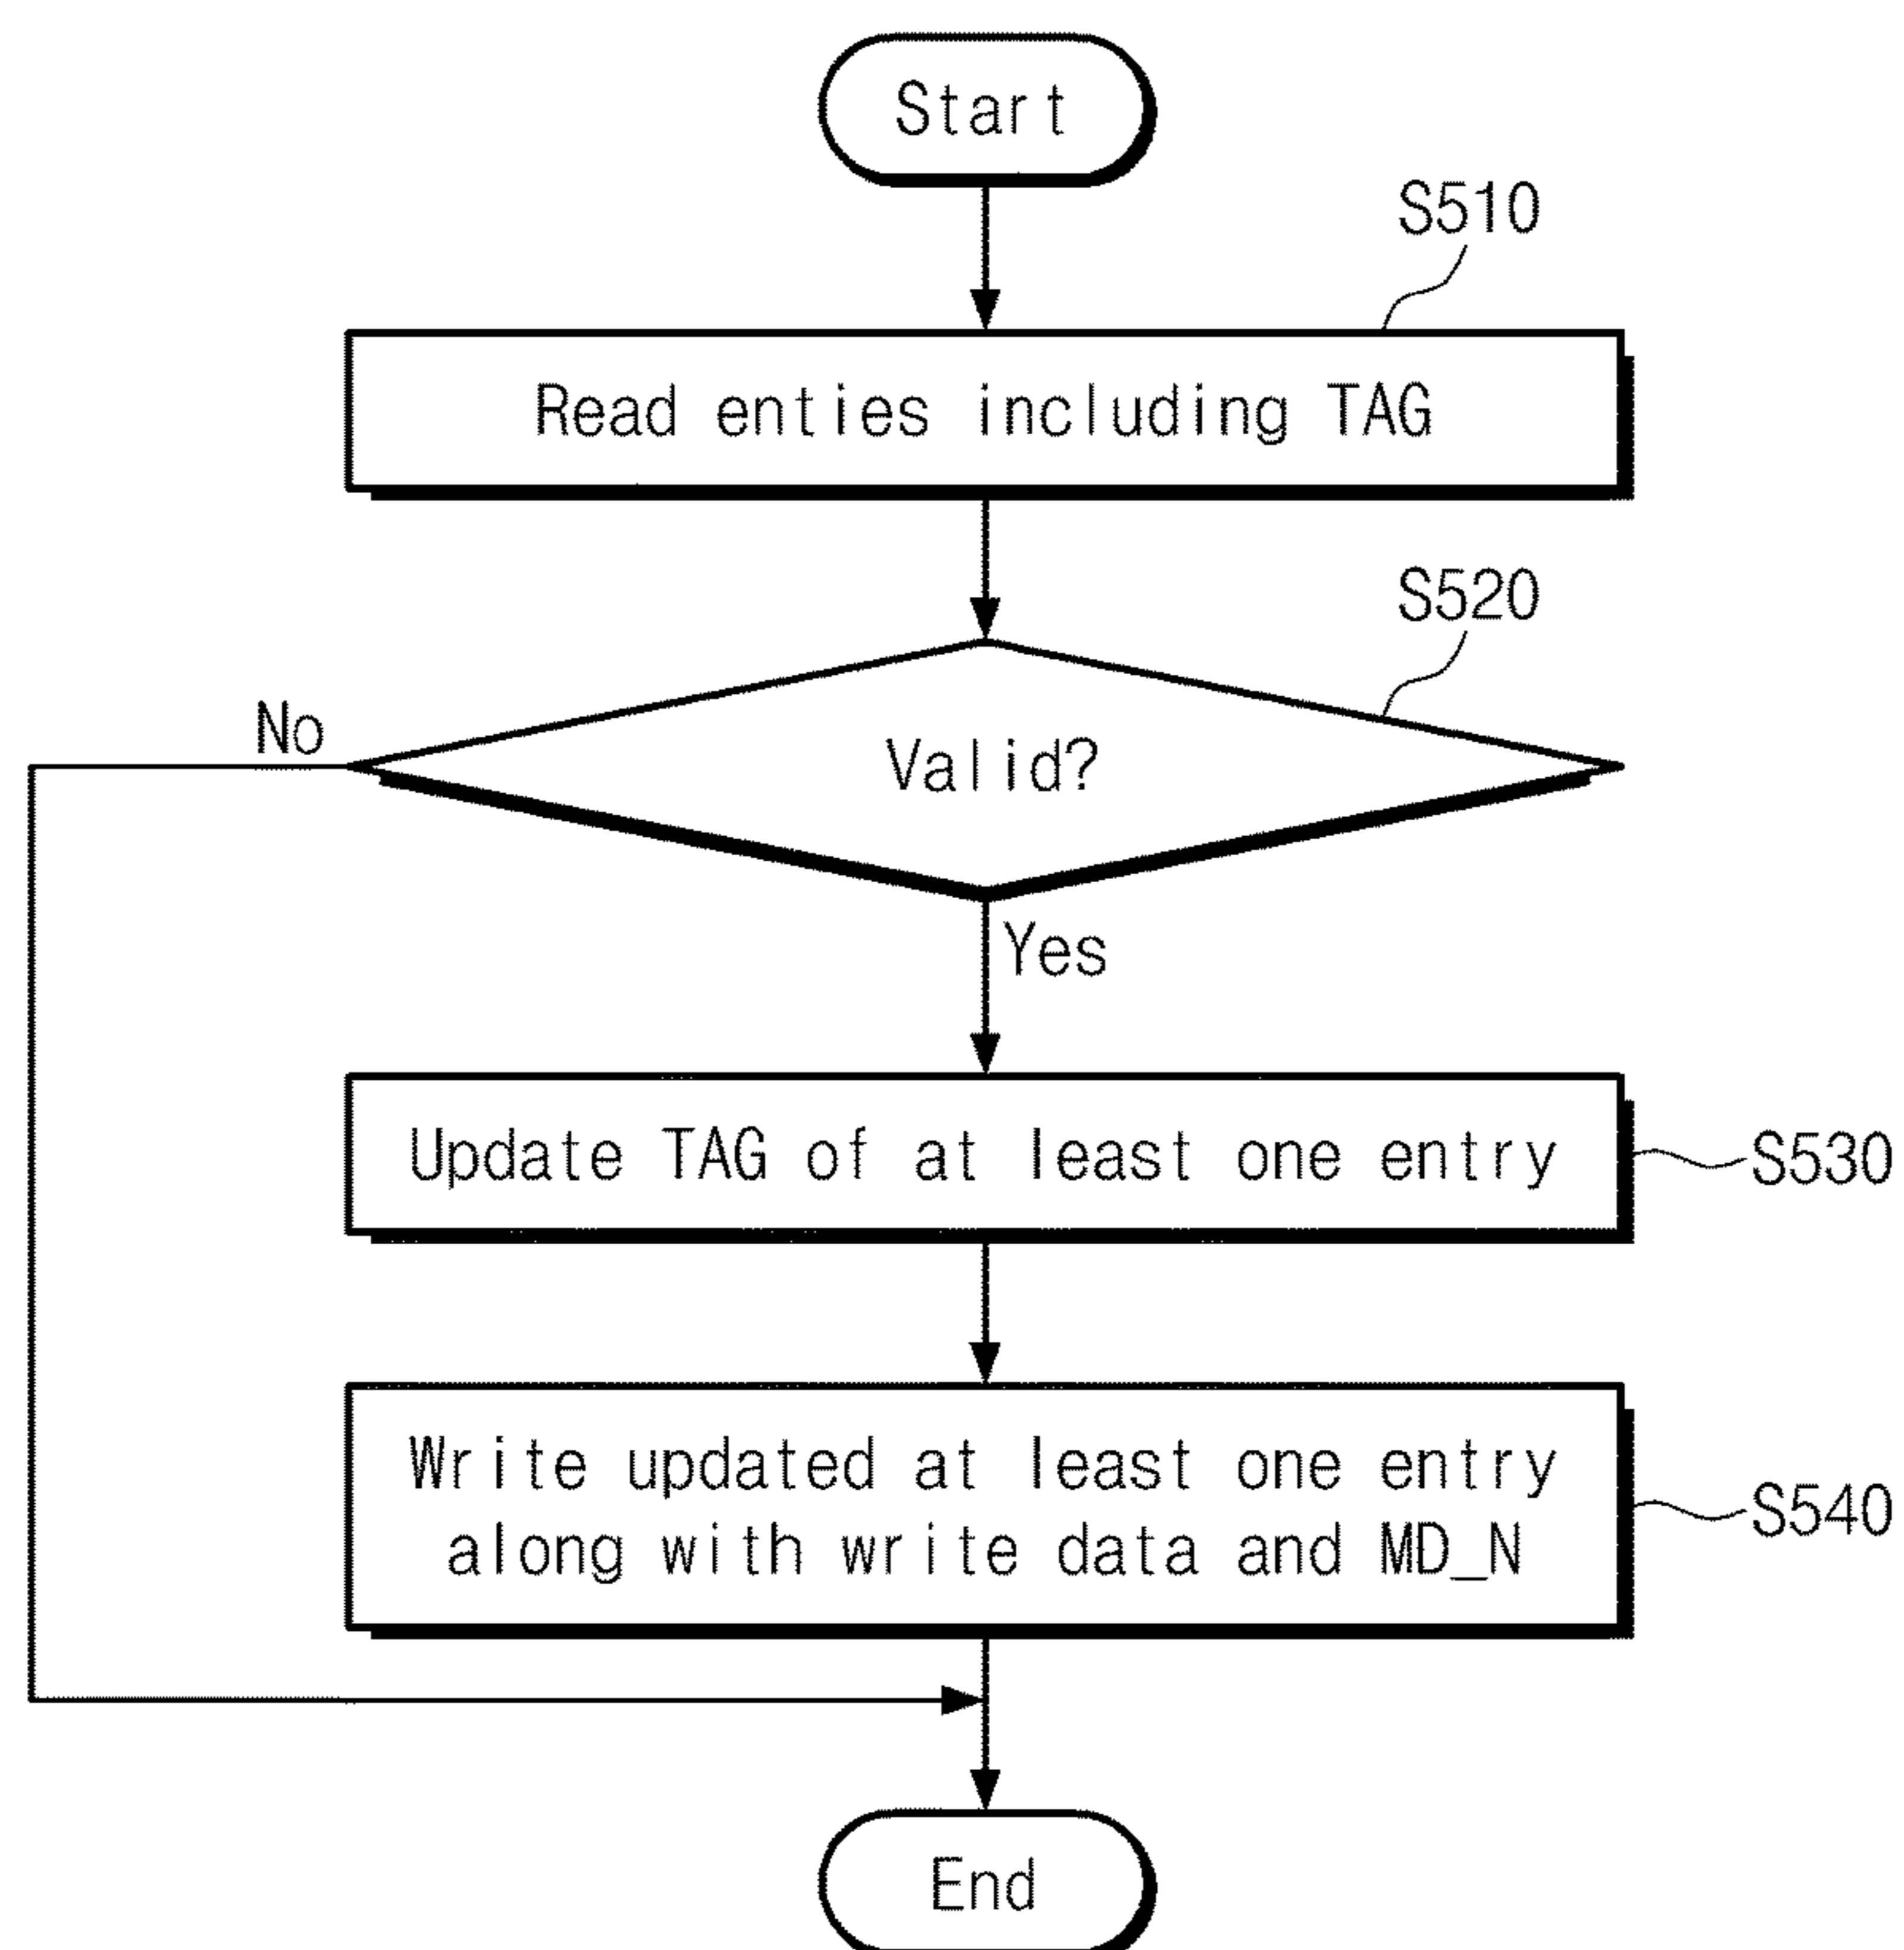 Start
S510
Read enties including TAG
S520
No
Valid?
Yes
Update TAG of at least one entry
S530
Write updated at least one entry
along with write data and MD_N
S540
End